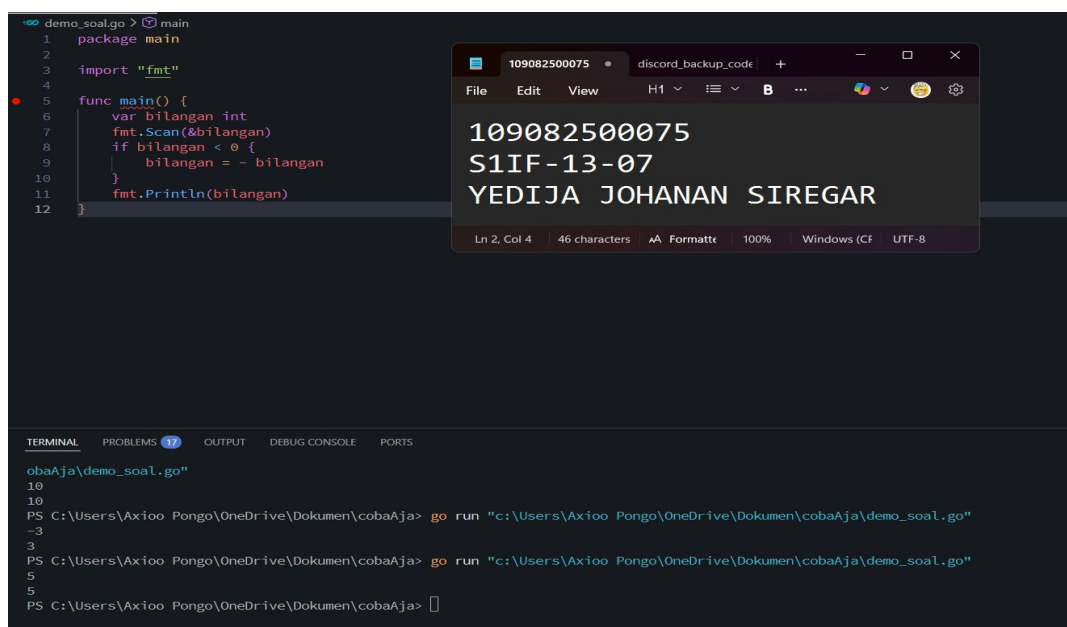 demo_soal.go > main
1 package main
2
3 import "fmt"
4
5 func main() {
6 var bilangan int
7 fmt.Scan(&bilangan)
8 if bilangan < 0 {
9 bilangan = - bilangan
10 }
11 fmt.Println(bilangan)
12 }
109082500075
discord_backup_code
+
File Edit View H1 B ...
109082500075
S1IF-13-07
YEDIJA JOHANAN SIREGAR
Ln 2, Col 4 46 characters Formatte 100% Windows (CF UTF-8
TERMINAL PROBLEMS 17 OUTPUT DEBUG CONSOLE PORTS
obaAja\demo_soal.go"
10
10
PS C:\Users\Axioo Pongo\OneDrive\Dokumen\cobaAja> go run "c:\Users\Axioo Pongo\OneDrive\Dokumen\cobaAja\demo_soal.go"
-3
3
PS C:\Users\Axioo Pongo\OneDrive\Dokumen\cobaAja> go run "c:\Users\Axioo Pongo\OneDrive\Dokumen\cobaAja\demo_soal.go"
5
5
PS C:\Users\Axioo Pongo\OneDrive\Dokumen\cobaAja>